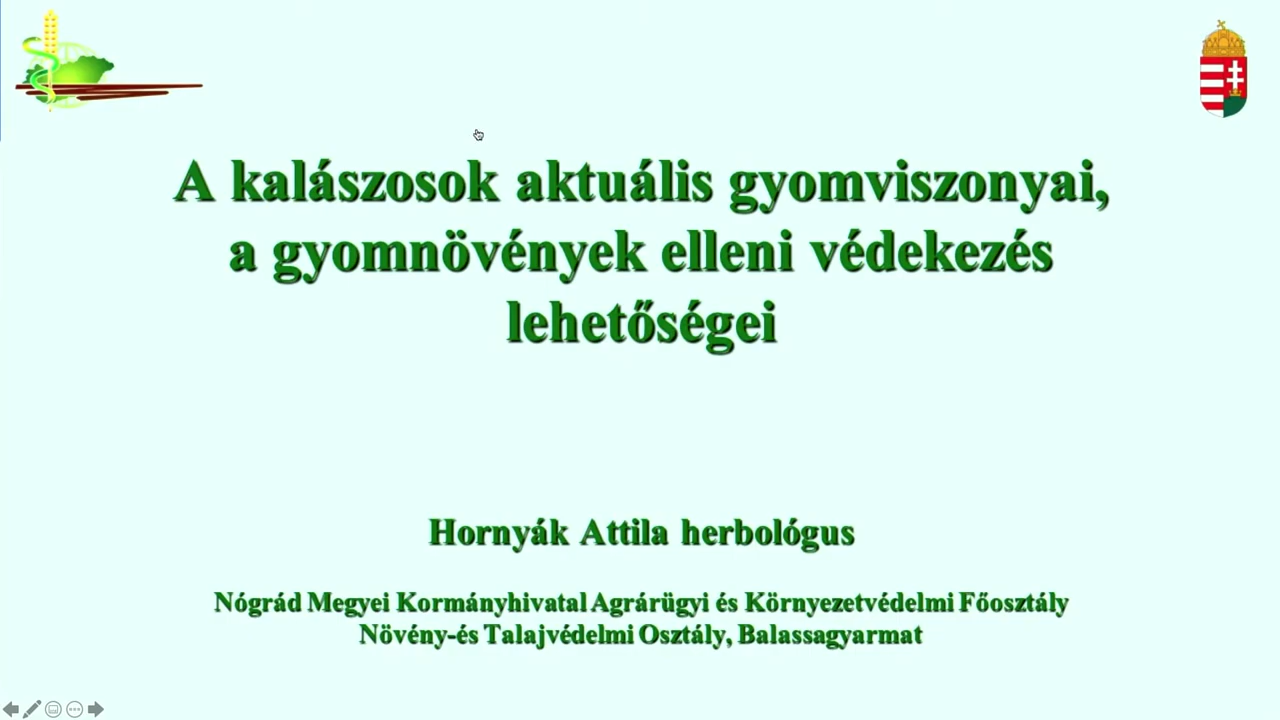 A kalászosok aktuális gyomviszonyai,
a gyomnövények elleni védekezés
lehetőségei
Hornyák Attila herbológus
Nógrád Megyei Kormányhivatal Agrárügyi és Környezetvédelmi Főosztály
Növény-és Talajvédelmi Osztály, Balassagyarmat